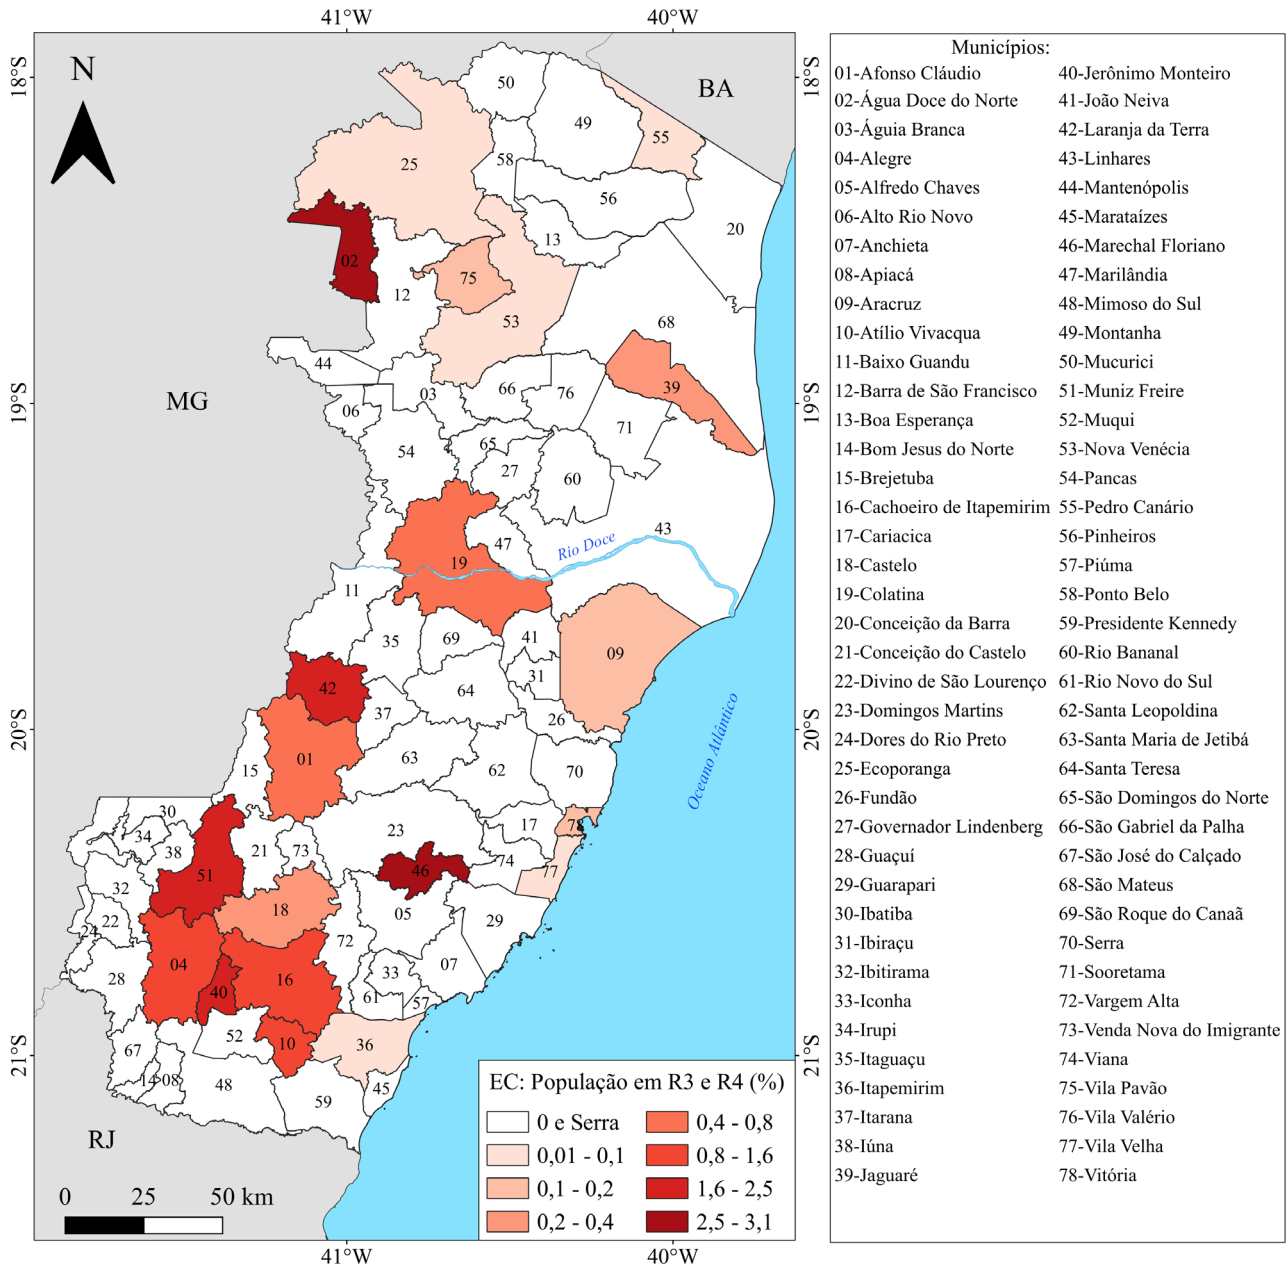 41°W
40°W
18°S
18°S
N
BA
50
49
55
25
58
56
20
13
02
75
12
53
68
44
39
MG
66
76
03
19°S
19°S
06
71
54
65
27
60
43
47
Rio Doce
19
11
35
69
41
09
31
42
64
37
26
20°S
20°S
Oceano Atlântico
01
63
62
70
15
30
78
17
23
34
38
21
73
74
46
77
51
32
18
05
29
22
24
72
04
33
07
28
16
40
61
57
52
10
36
67
21°S
21°S
14
08
48
45
59
RJ
EC: População em R3 e R4 (%)
0 e Serra
0,4 - 0,8
0,01 - 0,1
0,8 - 1,6
0,1 - 0,2
1,6 - 2,5
0,2 - 0,4
2,5 - 3,1
0 25 50 km
41°W
40°W
Municípios:
01-Afonso Cláudio
02-Água Doce do Norte
03-Águia Branca
04-Alegre
05-Alfredo Chaves
06-Alto Rio Novo
07-Anchieta
08-Apiacá
09-Aracruz
10-Atílio Vivacqua
11-Baixo Guandu
12-Barra de São Francisco
13-Boa Esperança
14-Bom Jesus do Norte
15-Brejetuba
16-Cachoeiro de Itapemirim
17-Cariacica
18-Castelo
19-Colatina
20-Conceição da Barra
21-Conceição do Castelo
22-Divino de São Lourenço
23-Domingos Martins
24-Dores do Rio Preto
25-Ecoporanga
26-Fundão
27-Governador Lindenberg
28-Guaçuí
29-Guarapari
30-Ibatiba
31-Ibiraçu
32-Ibitirama
33-Iconha
34-Irupi
35-Itaguaçu
36-Itapemirim
37-Itarana
38-Iúna
39-Jaguaré
40-Jerônimo Monteiro
41-João Neiva
42-Laranja da Terra
43-Linhares
44-Mantenópolis
45-Marataízes
46-Marechal Floriano
47-Marilândia
48-Mimoso do Sul
49-Montanha
50-Mucurici
51-Muniz Freire
52-Muqui
53-Nova Venécia
54-Pancas
55-Pedro Canário
56-Pinheiros
57-Piúma
58-Ponto Belo
59-Presidente Kennedy
60-Rio Bananal
61-Rio Novo do Sul
62-Santa Leopoldina
63-Santa Maria de Jetibá
64-Santa Teresa
65-São Domingos do Norte
66-São Gabriel da Palha
67-São José do Calçado
68-São Mateus
69-São Roque do Canaã
70-Serra
71-Sooretama
72-Vargem Alta
73-Venda Nova do Imigrante
74-Viana
75-Vila Pavão
76-Vila Valério
77-Vila Velha
78-Vitória